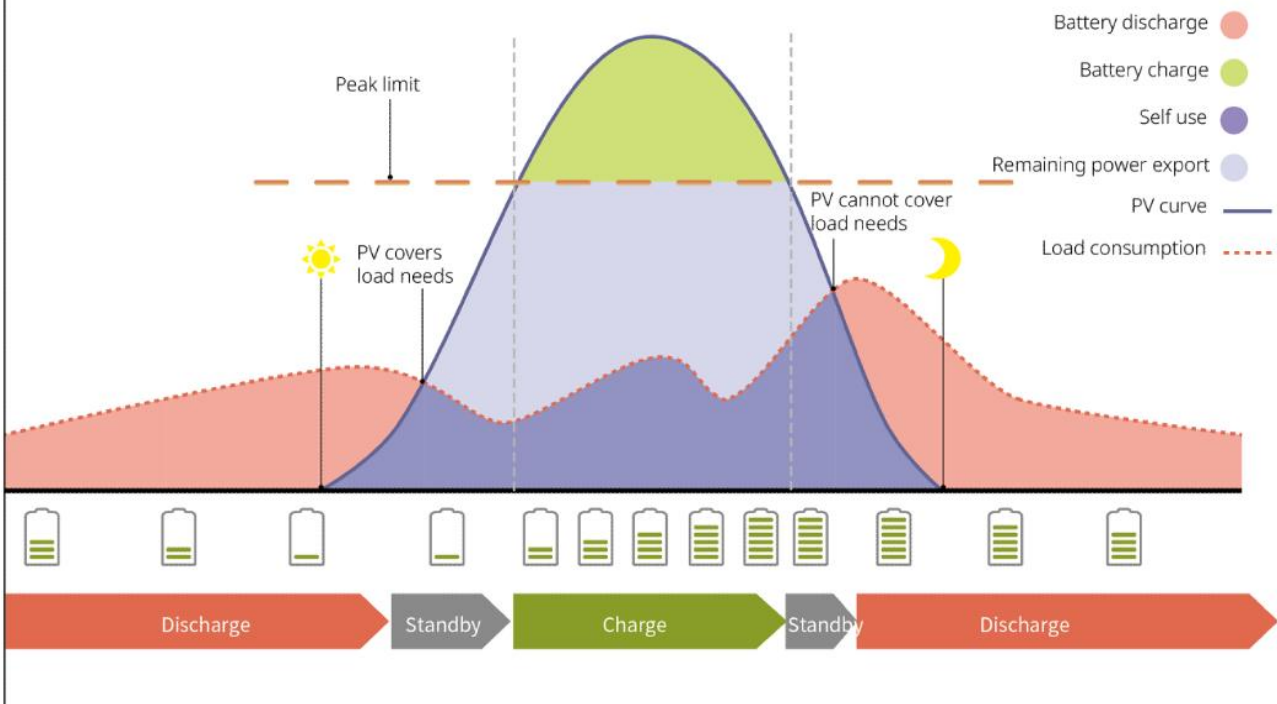 Battery discharge
Battery charge
Self use
Remaining power export
PV curve
Load consumption
Peak limit
PV cannot cover
load needs
PV covers
load needs
Discharge
Standby
Charge
Standby
Discharge